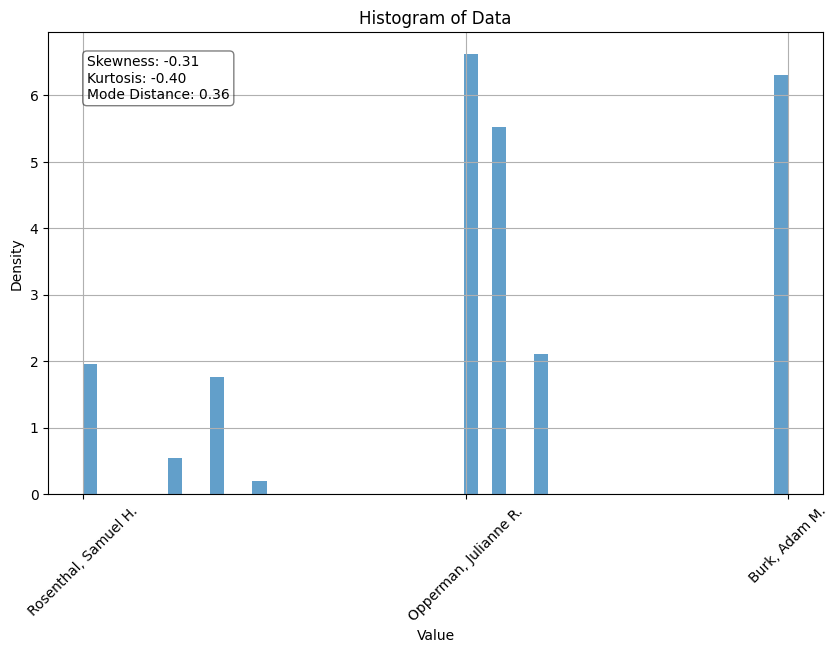 Histogram of Data
Skewness: -0.31
Kurtosis: -0.40
Mode Distance: 0.36
Density
6
5
4
3
2
1
0
Rosenthal, Samuel H.
Opperman, Julianne R.
Burk, Adam M.
Value